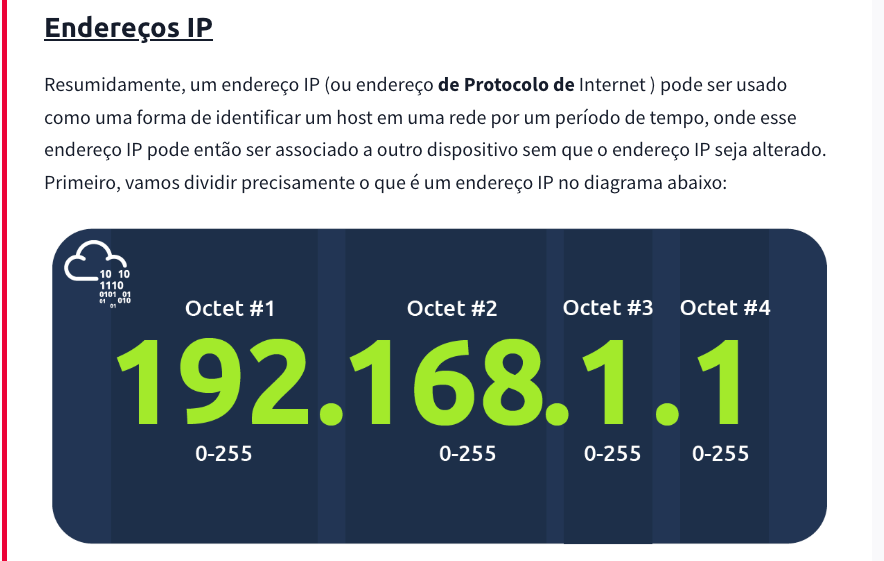 Endereços IP
Resumidamente, um endereço IP (ou endereço de Protocolo de Internet ) pode ser usado
como uma forma de identificar um host em uma rede por um período de tempo, onde esse
endereço IP pode então ser associado a outro dispositivo sem que o endereço IP seja alterado.
Primeiro, vamos dividir precisamente o que é um endereço IP no diagrama abaixo:
10 10
1110
0101 01
01 010
01
Octet #1 Octet #2 Octet #3 Octet #4
192.168.1.1
0-255 0-255 0-255 0-255